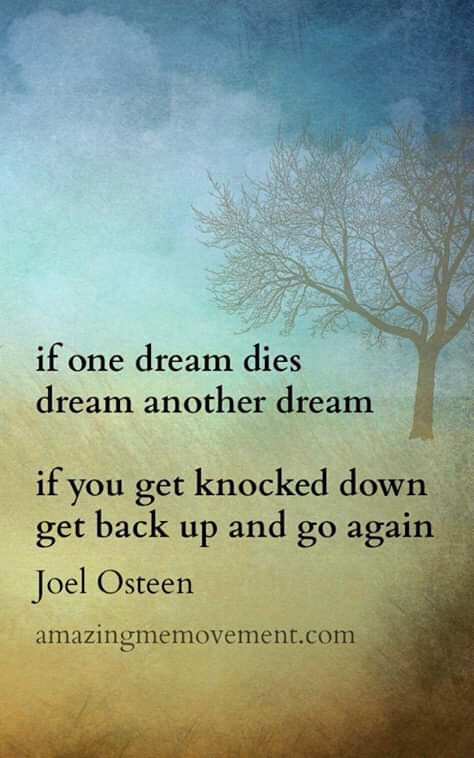 if one dream dies
dream another dream
if you get knocked down
get back up and go again
Joel Osteen
amazingmemovement.com